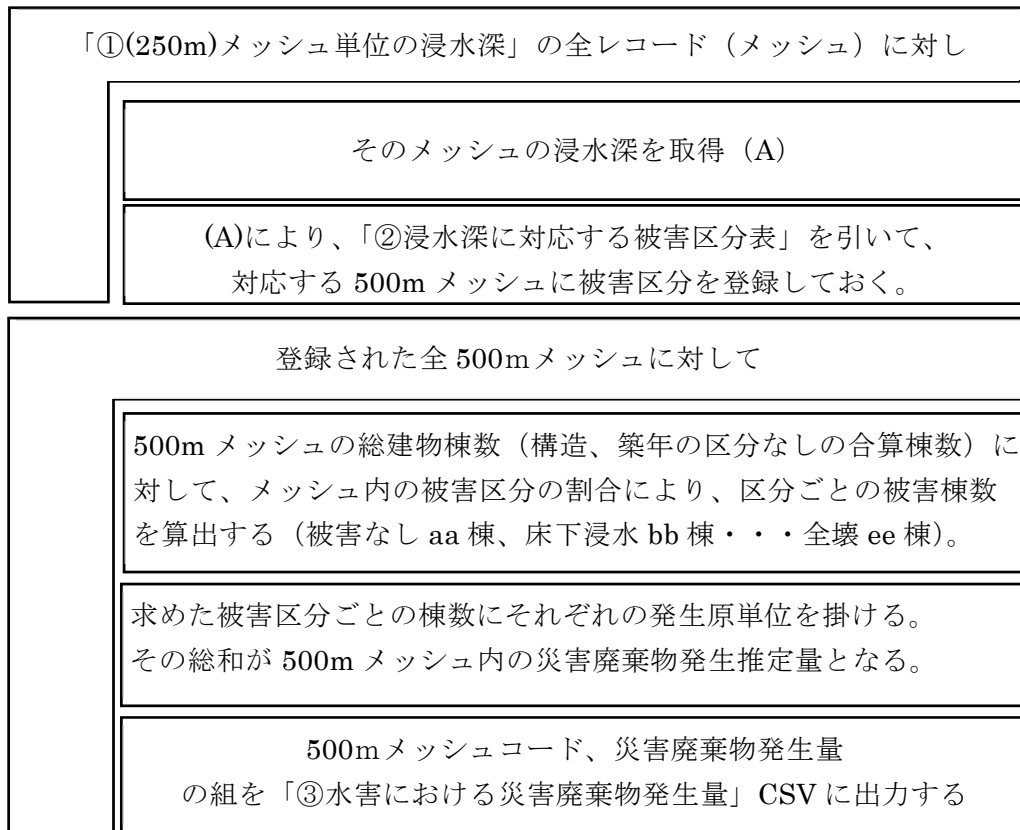 「①(250m)メッシュ単位の浸水深」の全レコード（メッシュ）に対し
そのメッシュの浸水深を取得（A）
(A)により、「②浸水深に対応する被害区分表」を引いて、
対応する 500m メッシュに被害区分を登録しておく。
登録された全 500ｍメッシュに対して
500m メッシュの総建物棟数（構造、築年の区分なしの合算棟数）に
対して、メッシュ内の被害区分の割合により、区分ごとの被害棟数
を算出する（被害なし aa 棟、床下浸水 bb 棟・・・全壊 ee 棟）。
求めた被害区分ごとの棟数にそれぞれの発生原単位を掛ける。
その総和が 500m メッシュ内の災害廃棄物発生推定量となる。
500ｍメッシュコード、災害廃棄物発生量
の組を「③水害における災害廃棄物発生量」CSV に出力する